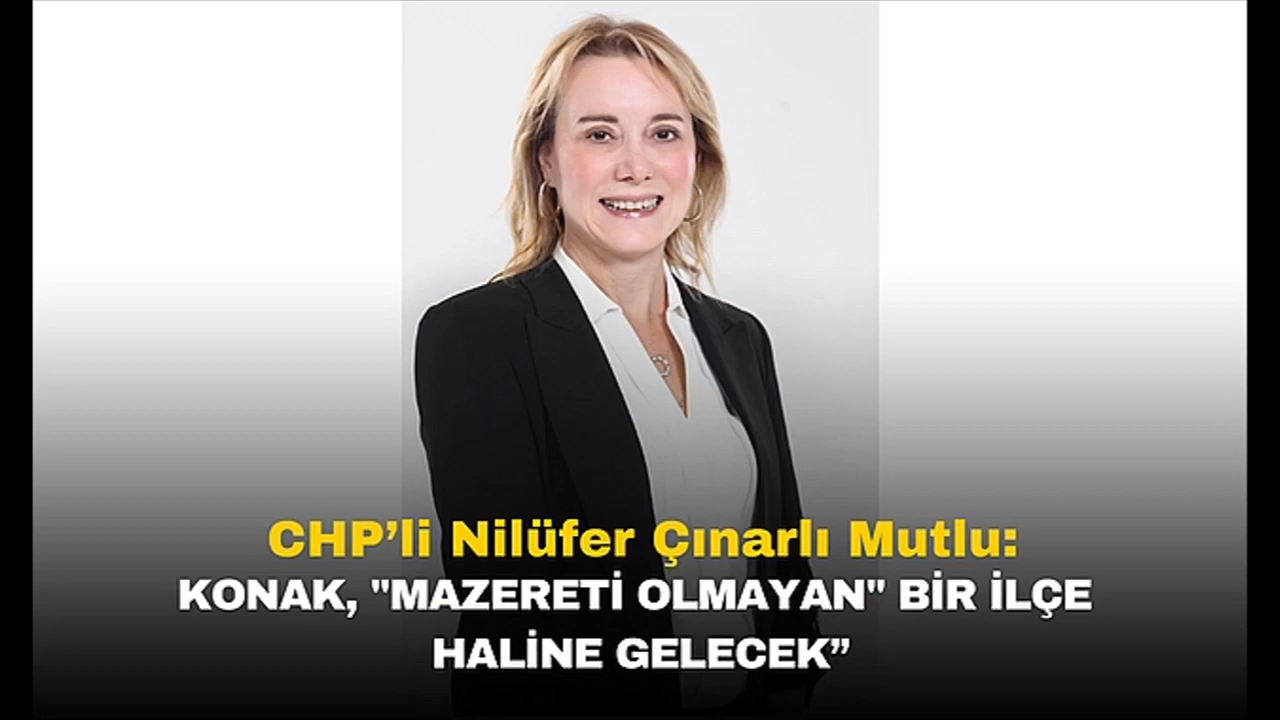 CHP’li Nilüfer Çınarlı Mutlu:
KONAK, "MAZERETİ OLMAYAN" BİR İLÇE
HALİNE GELECEK”